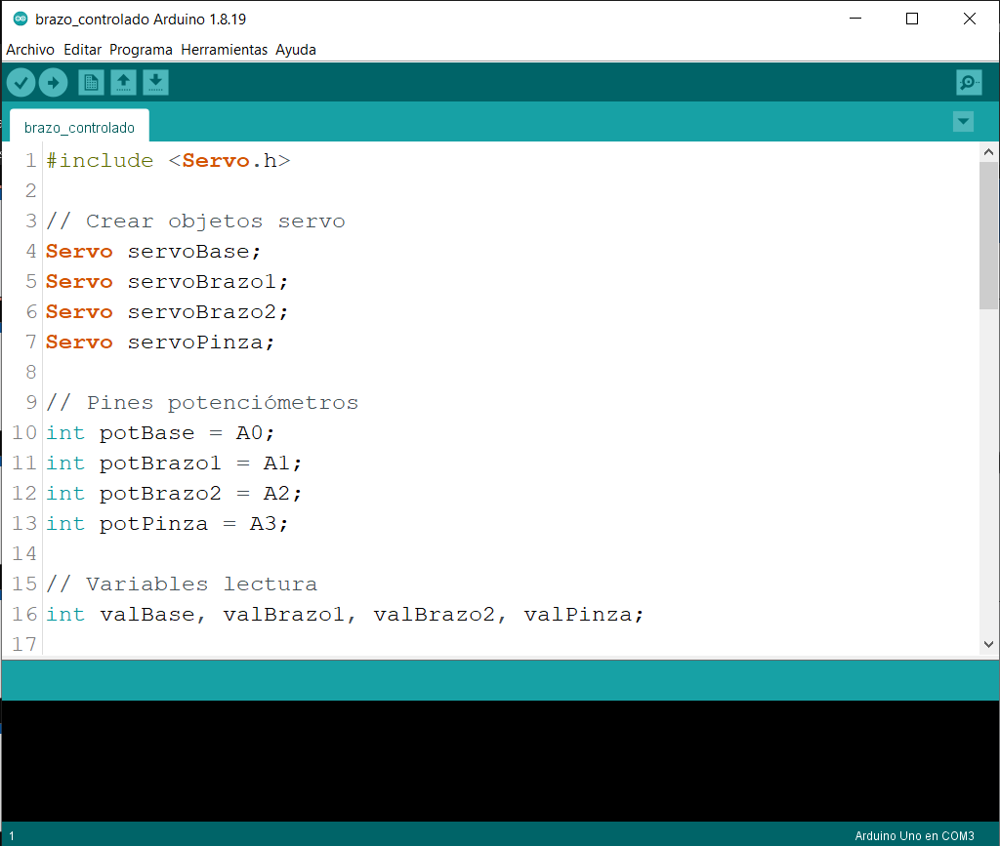 brazo_controlado Arduino 1.8.19
Archivo Editar Programa Herramientas Ayuda
brazo_controlado
1 #include <Servo.h>
2
3 // Crear objetos servo
4 Servo servoBase;
5 Servo servoBrazo1;
6 Servo servoBrazo2;
7 Servo servoPinza;
8
9 // Pines potenciómetros
10 int potBase = A0;
11 int potBrazo1 = A1;
12 int potBrazo2 = A2;
13 int potPinza = A3;
14
15 // Variables lectura
16 int valBase, valBrazo1, valBrazo2, valPinza;
17
1 Arduino Uno en COM3